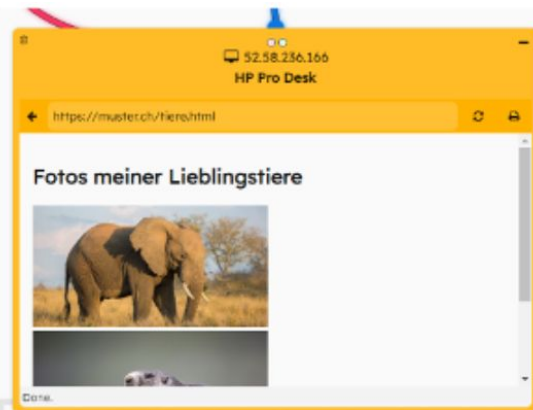 52.58.236.166
HP Pro Desk
https://muster.ch/tiere/html
Fotos meiner Lieblingstiere
Done.